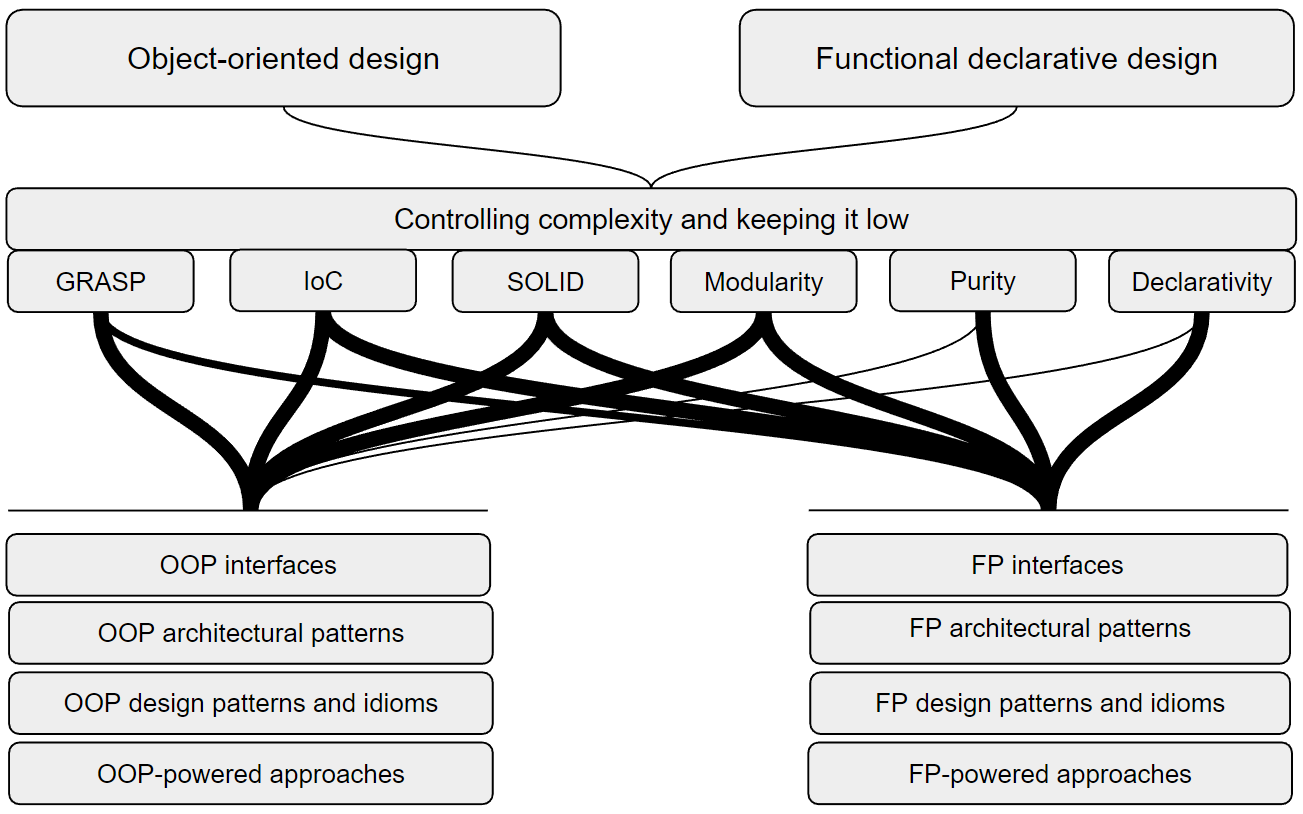 Object-oriented design
Functional declarative design
Controlling complexity and keeping it low
GRASP
IoC
SOLID
Modularity
Purity
Declarativity
OOP interfaces
OOP architectural patterns
OOP design patterns and idioms
OOP-powered approaches
FP interfaces
FP architectural patterns
FP design patterns and idioms
FP-powered approaches